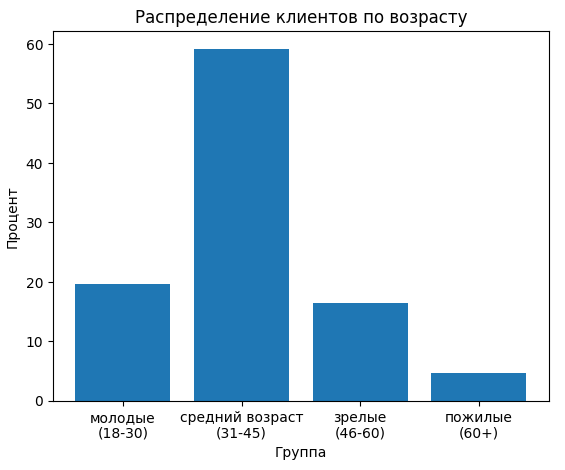 Распределение клиентов по возрасту
Процент
60
50
40
30
20
10
0
молодые
(18-30)
средний возраст
(31-45)
зрелые
(46-60)
пожилые
(60+)
Группа